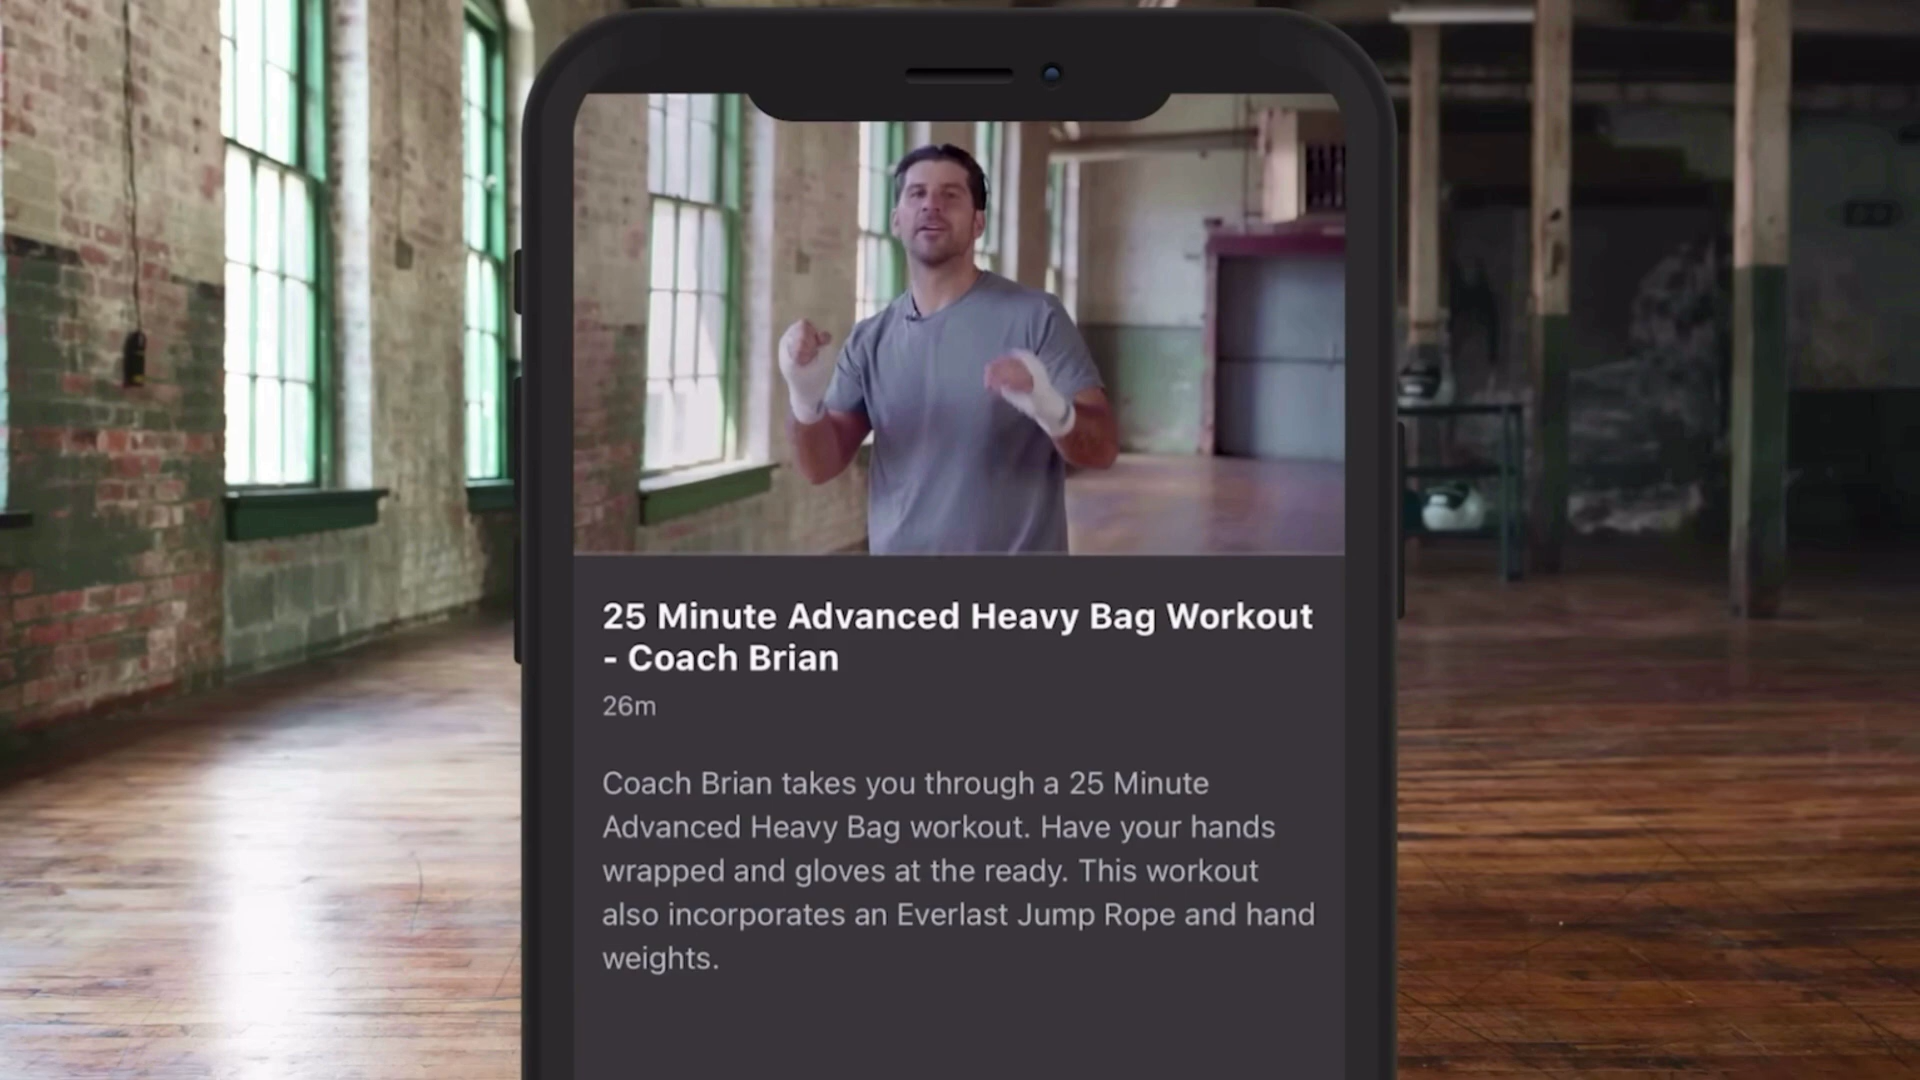 25 Minute Advanced Heavy Bag Workout
- Coach Brian
26m
Coach Brian takes you through a 25 Minute
Advanced Heavy Bag workout. Have your hands
wrapped and gloves at the ready. This workout
also incorporates an Everlast Jump Rope and hand
weights.